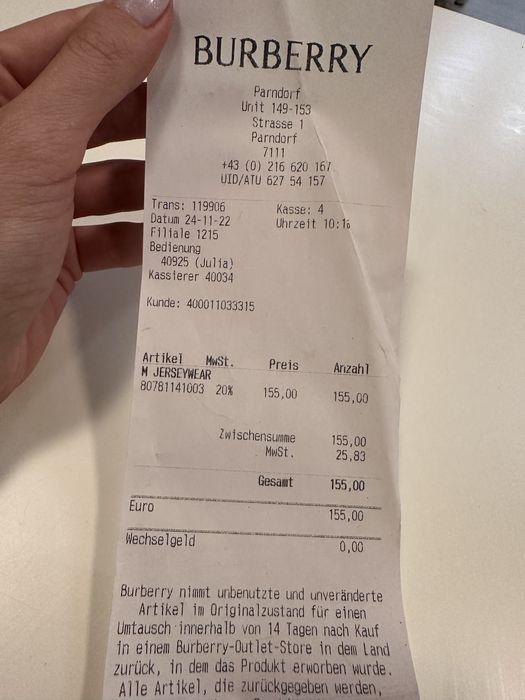 BURBERRY
Parndorf
Unit 149-153
Strasse 1
Parndorf
7111
+43 (0) 216 620 167
UID/ATU 627 54 157
Trans: 119906 Kasse: 4
Datum 24-11-22 Uhrzeit 10:16
Filiale 1215
Bedienung
40925 (Julia)
Kassierer 40034
Kunde: 400011033315
Artikel MwSt. Preis Anzahl
M JERSEYWEAR
80781141003 20% 155,00 155,00
Zwischensumme 155,00
MwSt. 25,83
Gesamt 155,00
Euro 155,00
Wechselgeld 0,00
Burberry nimmt unbenutzte und unveränderte
Artikel im Originalzustand für einen
Umtausch innerhalb von 14 Tagen nach Kauf
in einem Burberry-Outlet-Store in dem Land
zurück, in dem das Produkt erworben wurde.
Alle Artikel, die zurückgegeben werden,